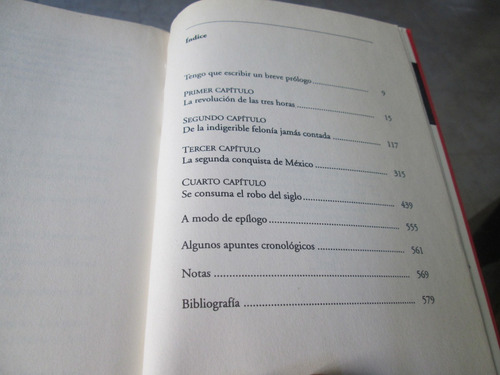 Índice
Tengo que escribir un breve prólogo 9
PRIMER CAPÍTULO
La revolución de las tres horas 15
SEGUNDO CAPÍTULO
De la indigerible felonía jamás contada 117
TERCER CAPÍTULO
La segunda conquista de México 315
CUARTO CAPÍTULO
Se consuma el robo del siglo 439
A modo de epílogo 555
Algunos apuntes cronológicos 561
Notas 569
Bibliografía 579